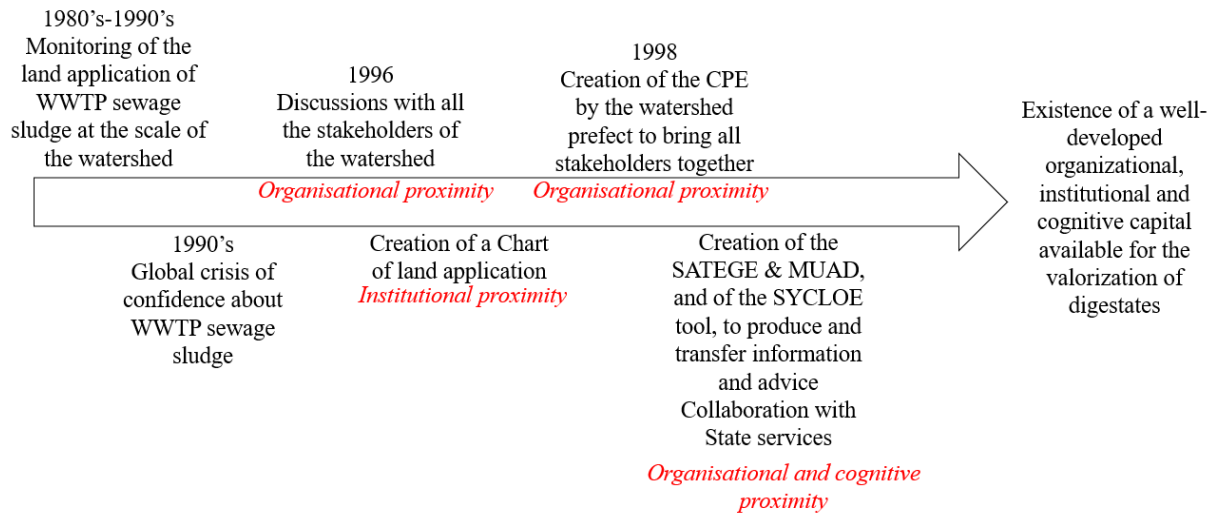 1980's-1990's
Monitoring of the
land application of
WWTP sewage
sludge at the scale of
the watershed
1996
Discussions with all
the stakeholders of
the watershed
Organisational proximity
1998
Creation of the CPE
by the watershed
prefect to bring all
stakeholders together
Organisational proximity
1990's
Global crisis of
confidence about
WWTP sewage
sludge
Creation of a Chart
of land application
Institutional proximity
Creation of the
SATEGE & MUAD,
and of the SYCLOE
tool, to produce and
transfer information
and advice
Collaboration with
State services
Organisational and cognitive
proximity
Existence of a well-
developed
organizational,
institutional and
cognitive capital
available for the
valorization of
digestates